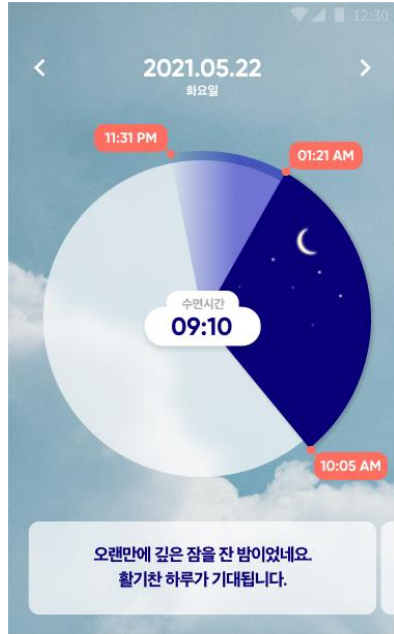 12:30
2021.05.22
화요일
11:31 PM
01:21 AM
수면시간
09:10
10:05 AM
오랜만에 깊은 잠을 잔 밤이었네요.
활기찬 하루가 기대됩니다.